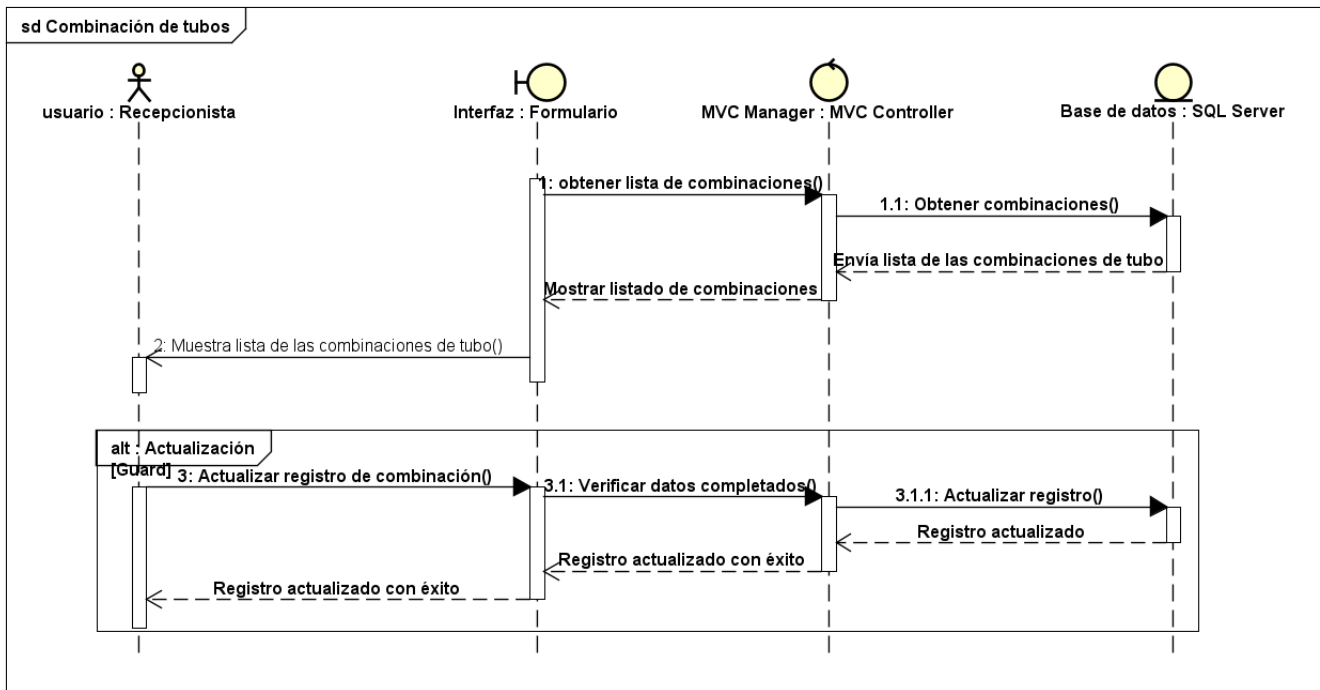 sd Combinación de tubos
usuario : Recepcionista
Interfaz : Formulario
MVC Manager : MVC Controller
Base de datos : SQL Server
1: obtener lista de combinaciones()
1.1: Obtener combinaciones()
Envía lista de las combinaciones de tubo
Mostrar listado de combinaciones
2: Muestra lista de las combinaciones de tubo()
alt : Actualización
[Guard]
3: Actualizar registro de combinación()
3.1: Verificar datos completados()
3.1.1: Actualizar registro()
Registro actualizado
Registro actualizado con éxito
Registro actualizado con éxito